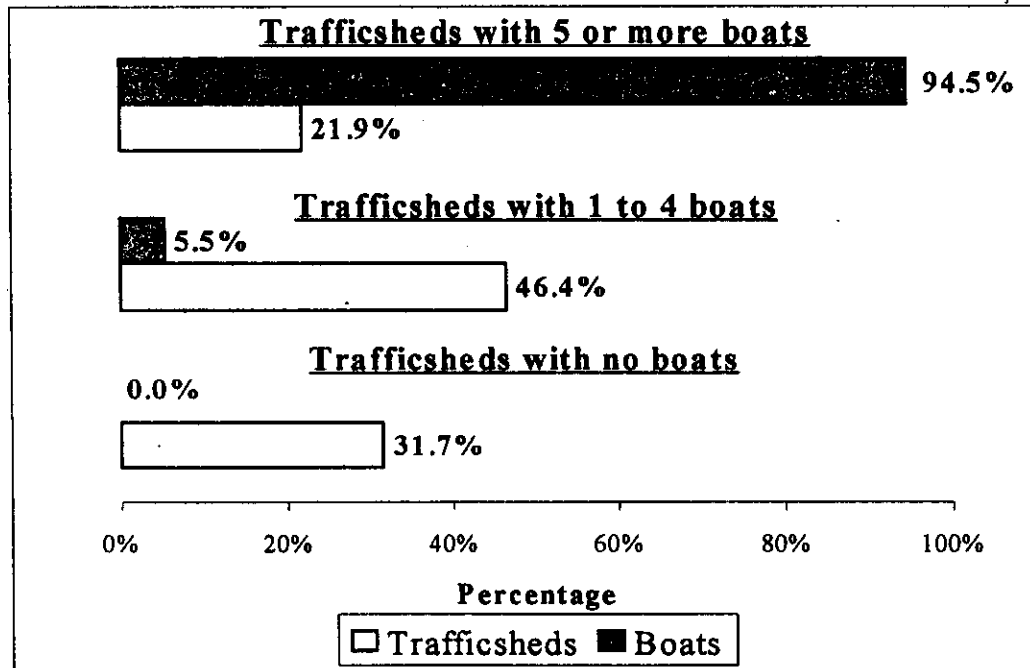 Trafficsheds with 5 or more boats
94.5%
21.9%
Trafficsheds with 1 to 4 boats
5.5%
46.4%
Trafficsheds with no boats
0.0%
31.7%
0% 20% 40% 60% 80% 100%
Percentage
Trafficsheds Boats